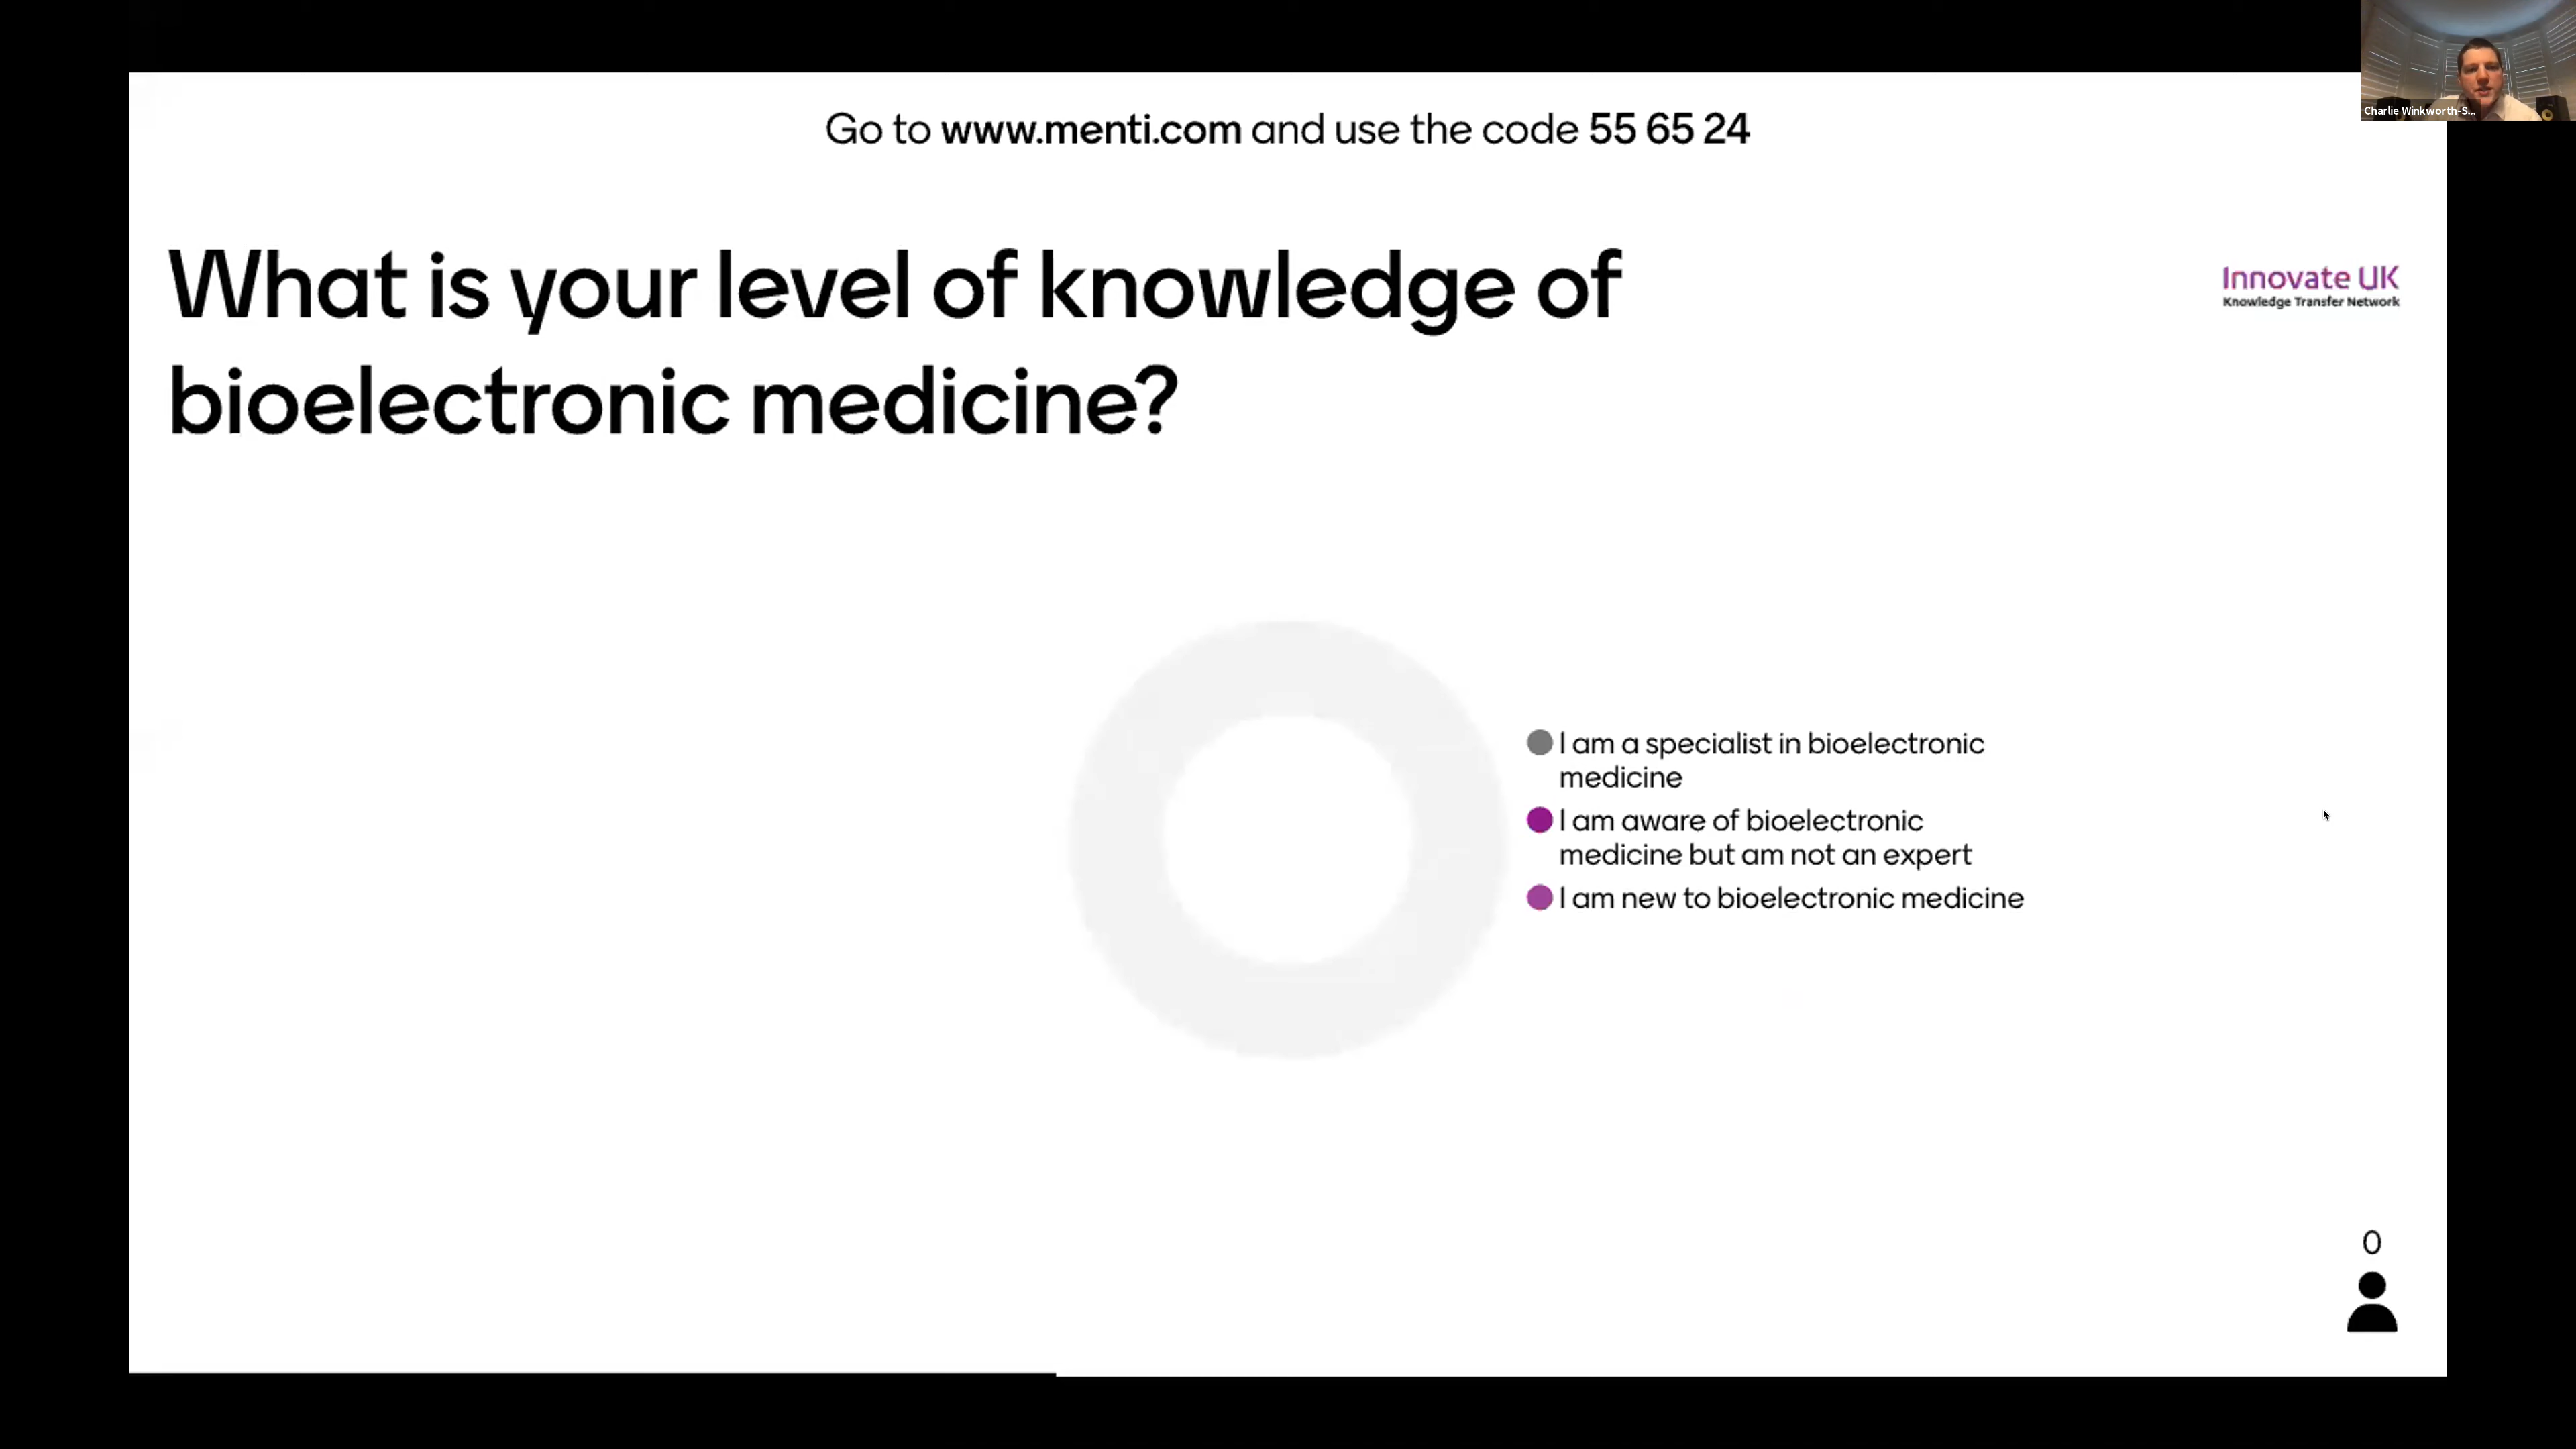 Go to www.menti.com and use the code 55 65 24
Charlie Winkworth-S...
What is your level of knowledge of
bioelectronic medicine?
Innovate UK
Knowledge Transfer Network
I am a specialist in bioelectronic
medicine
I am aware of bioelectronic
medicine but am not an expert
I am new to bioelectronic medicine
0